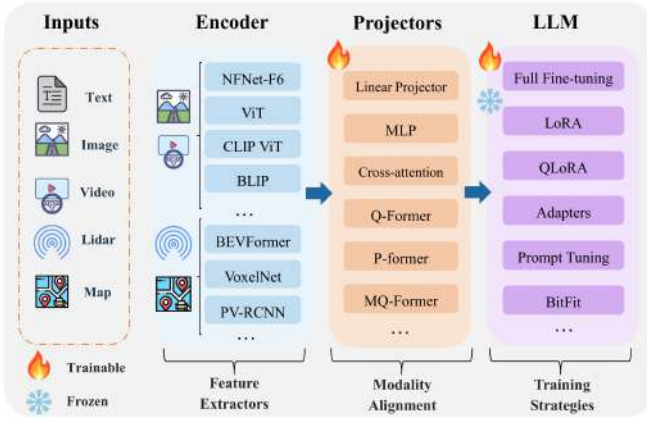 Inputs
Encoder
Projectors
LLM
Text
Image
Video
Lidar
Map
Trainable
Frozen
NFNet-F6
ViT
CLIP ViT
BLIP
...
BEVFormer
VoxelNet
PV-RCNN
...
Feature
Extractors
Linear Projector
MLP
Cross-attention
Q-Former
P-former
MQ-Former
...
Modality
Alignment
Full Fine-tuning
LoRA
QLoRA
Adapters
Prompt Tuning
BitFit
...
Training
Strategies